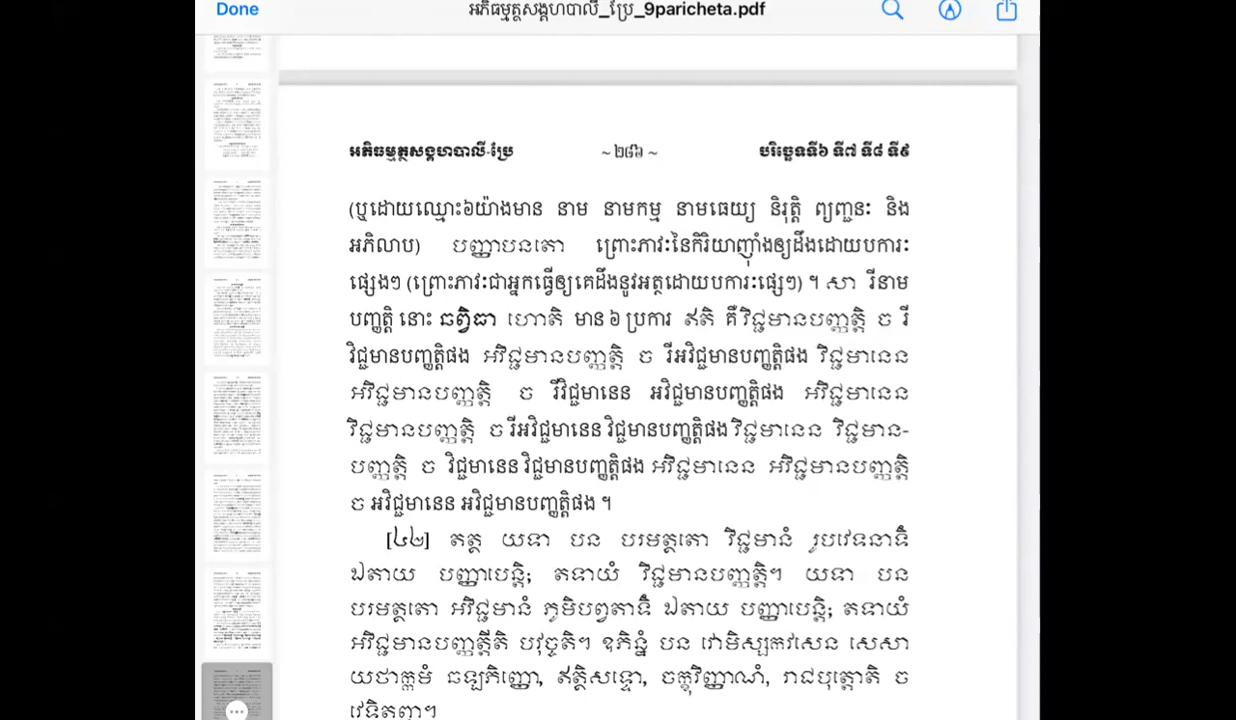 Done
អភិធម្មត្ថសង្គហបាលី_ប្រែ_9paricheta.pdf
អភិធម្មត្ថសង្គហបាលី-ប្រែ ~ ២៤៦ ~ បរិច្ឆេទទី៦ ទី៧ ទី៨ ទី៩
(ឬដោយឈ្មោះ៦យ៉ាងមាន នាម នាមកម្ម នាមធេយ្យ និរុត្តិ ព្យញ្ជនៈ និង
អភិលាប) បញ្ញាបនតោ ព្រោះភាវៈនៃកិរិយាញ៉ាំងឲ្យដឹងដោយបការៈ
ផ្សេងៗ (ព្រោះភាវៈជាអ្នកធ្វើឲ្យគេដឹងនូវអត្ថដោយបការៈផ្សេៗ) ។ សា រីនាម
បញ្ញត្តិ នោះ ឆព្វិធា ហោតិ មាន ៦ ប្រការ ឥតិ គឺ វិជ្ជមានបញ្ញត្តិ ច រី
វិជ្ជមានបញ្ញត្តិផង អវិជ្ជមានបញ្ញត្តិ ច រីអវិជ្ជមានបញ្ញត្តិផង វិជ្ជមានេន
អវិជ្ជមានបញ្ញត្តិ ច រីវិជ្ជមានេន អវិជ្ជមានបញ្ញត្តិផង អវិជ្ជមានេន
វិជ្ជមានបញ្ញត្តិ ច រីអវិជ្ជមានេន វិជ្ជមានបញ្ញត្តិផង វិជ្ជមានេន វិជ្ជមាន-
បញ្ញត្តិ ច វិជ្ជមានេន វិជ្ជមានបញ្ញត្តិផង អវិជ្ជមានេន អវិជ្ជមានបញ្ញត្តិ
ច អវិជ្ជមានេន អវិជ្ជមានបញ្ញត្តិផង ។
[៤២] តត្ថ យទា បន បរមត្ថតោ វិជ្ជមានំ រូបវេទនាទឹ
ឯតាយ បញ្ញាបេន្តិ; តទាយំ វិជ្ជមានបញ្ញត្តិ។ យទា បន
បរមត្ថតោ អវិជ្ជមានំ ភូមិបព្វតាទឹ ឯតាយ បញ្ញាបេន្តិ; តទាយំ
អវិជ្ជមានបញ្ញត្តីតិ បវុច្ចតិ។ ឧភិន្នំ បន វោមិស្សកវសេន សេសា
យថាក្កមំ ឆឡភិញ្ញោ, ឥត្ថិសទ្ទោ, ចក្ខុវិញ្ញាណំ, រាជបុត្តោតិ ច
វេទិតព្វា។